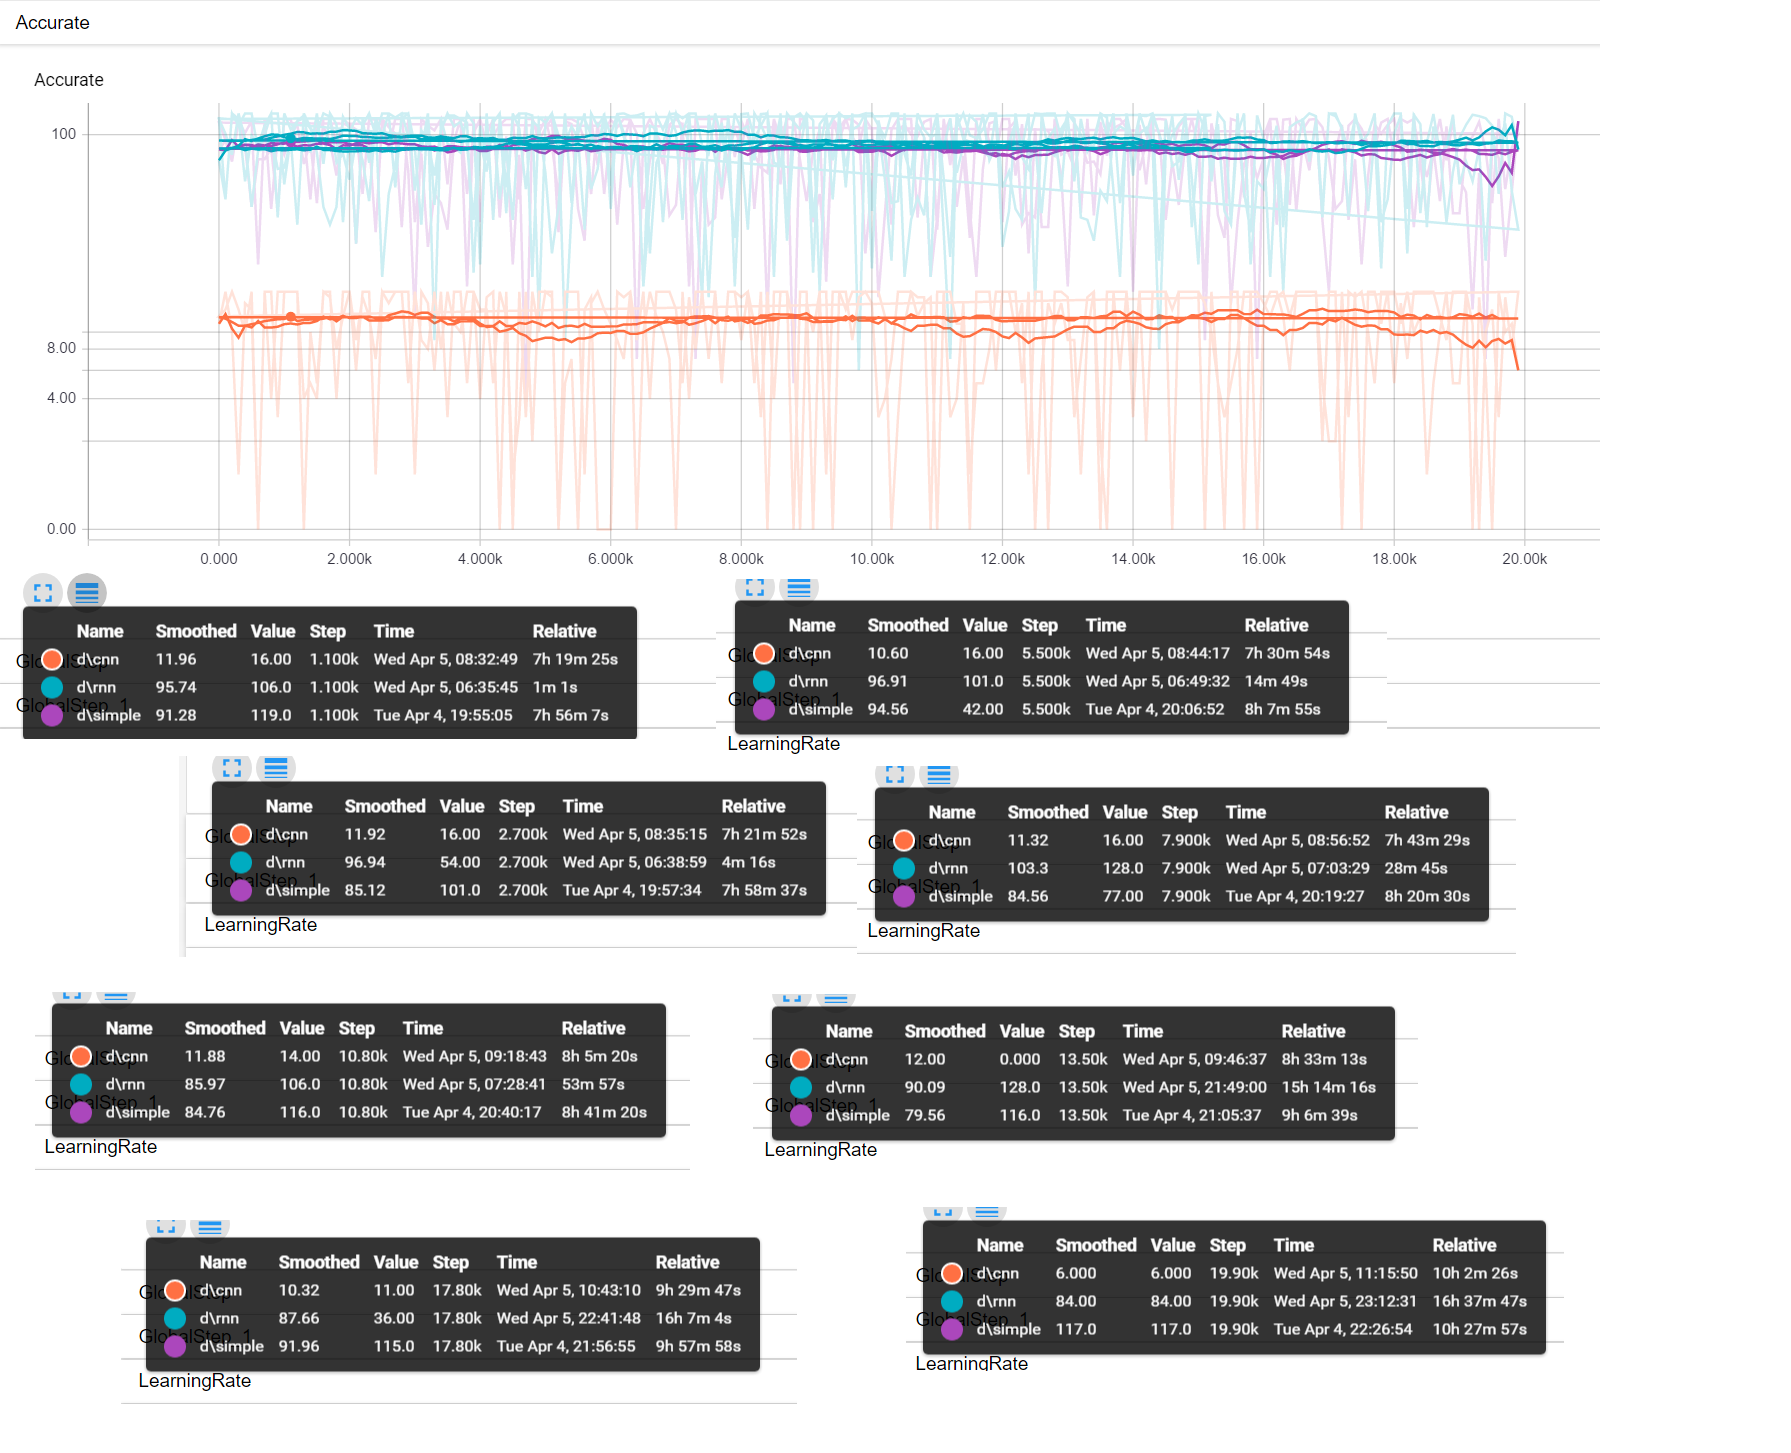 Accurate
Accurate
100
8.00
4.00
0.00
0.000 2.000k 4.000k 6.000k 8.000k 10.00k 12.00k 14.00k 16.00k 18.00k 20.00k
Name Smoothed Value Step Time Relative
d\cnn 11.96 16.00 1.100k Wed Apr 5, 08:32:49 7h 19m 25s
d\rnn 95.74 106.0 1.100k Wed Apr 5, 06:35:45 1m 1s
GlobalStep_1
d\simple 91.28 119.0 1.100k Tue Apr 4, 19:55:05 7h 56m 7s
Name Smoothed Value Step Time Relative
d\cnn 10.60 16.00 5.500k Wed Apr 5, 08:44:17 7h 30m 54s
d\rnn 96.91 101.0 5.500k Wed Apr 5, 06:49:32 14m 49s
GlobalStep_1
d\simple 94.56 42.00 5.500k Tue Apr 4, 20:06:52 8h 7m 55s
LearningRate
Name Smoothed Value Step Time Relative
GlobalStep
d\cnn 11.92 16.00 2.700k Wed Apr 5, 08:35:15 7h 21m 52s
d\rnn 96.94 54.00 2.700k Wed Apr 5, 06:38:59 4m 16s
GlobalStep_1
d\simple 85.12 101.0 2.700k Tue Apr 4, 19:57:34 7h 58m 37s
LearningRate
Name Smoothed Value Step Time Relative
GlobalStep
d\cnn 11.32 16.00 7.900k Wed Apr 5, 08:56:52 7h 43m 29s
d\rnn 103.3 128.0 7.900k Wed Apr 5, 07:03:29 28m 45s
GlobalStep_1
d\simple 84.56 77.00 7.900k Tue Apr 4, 20:19:27 8h 20m 30s
LearningRate
Name Smoothed Value Step Time Relative
GlobalStep
d\cnn 11.88 14.00 10.80k Wed Apr 5, 09:18:43 8h 5m 20s
d\rnn 85.97 106.0 10.80k Wed Apr 5, 07:28:41 53m 57s
GlobalStep_1
d\simple 84.76 116.0 10.80k Tue Apr 4, 20:40:17 8h 41m 20s
LearningRate
Name Smoothed Value Step Time Relative
GlobalStep
d\cnn 12.00 0.000 13.50k Wed Apr 5, 09:46:37 8h 33m 13s
d\rnn 90.09 128.0 13.50k Wed Apr 5, 21:49:00 15h 14m 16s
GlobalStep_1
d\simple 79.56 116.0 13.50k Tue Apr 4, 21:05:37 9h 6m 39s
LearningRate
Name Smoothed Value Step Time Relative
GlobalStep
d\cnn 10.32 11.00 17.80k Wed Apr 5, 10:43:10 9h 29m 47s
d\rnn 87.66 36.00 17.80k Wed Apr 5, 22:41:48 16h 7m 4s
GlobalStep_1
d\simple 91.96 115.0 17.80k Tue Apr 4, 21:56:55 9h 57m 58s
LearningRate
Name Smoothed Value Step Time Relative
GlobalStep
d\cnn 6.000 6.000 19.90k Wed Apr 5, 11:15:50 10h 2m 26s
d\rnn 84.00 84.00 19.90k Wed Apr 5, 23:12:31 16h 37m 47s
GlobalStep_1
d\simple 117.0 117.0 19.90k Tue Apr 4, 22:26:54 10h 27m 57s
LearningRate